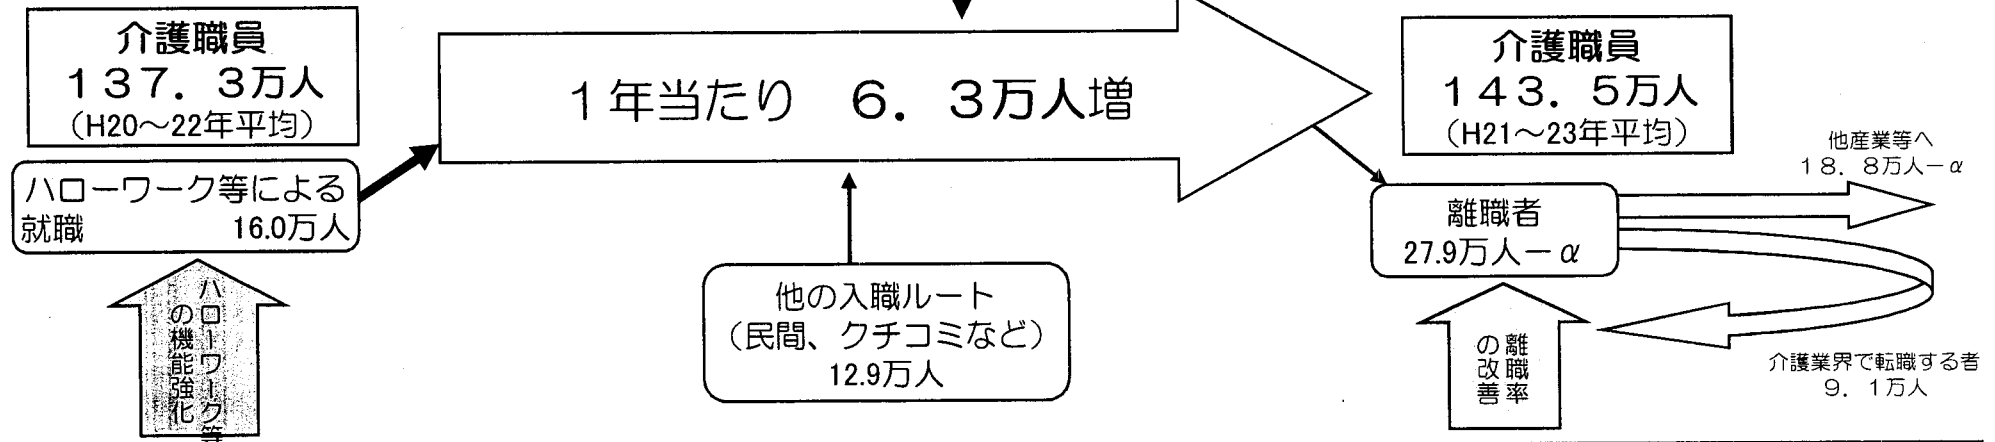 介護職員
137.3万人
(H20～22年平均)
ハローワーク等による
就職 16.0万人
ハローワーク等
の機能強化
1年当たり 6.3万人増
他の入職ルート
(民間、クチコミなど)
12.9万人
介護職員
143.5万人
(H21～23年平均)
離職者
27.9万人－α
離職率
の改善
他産業等へ
18.8万人－α
介護業界で転職する者
9.1万人